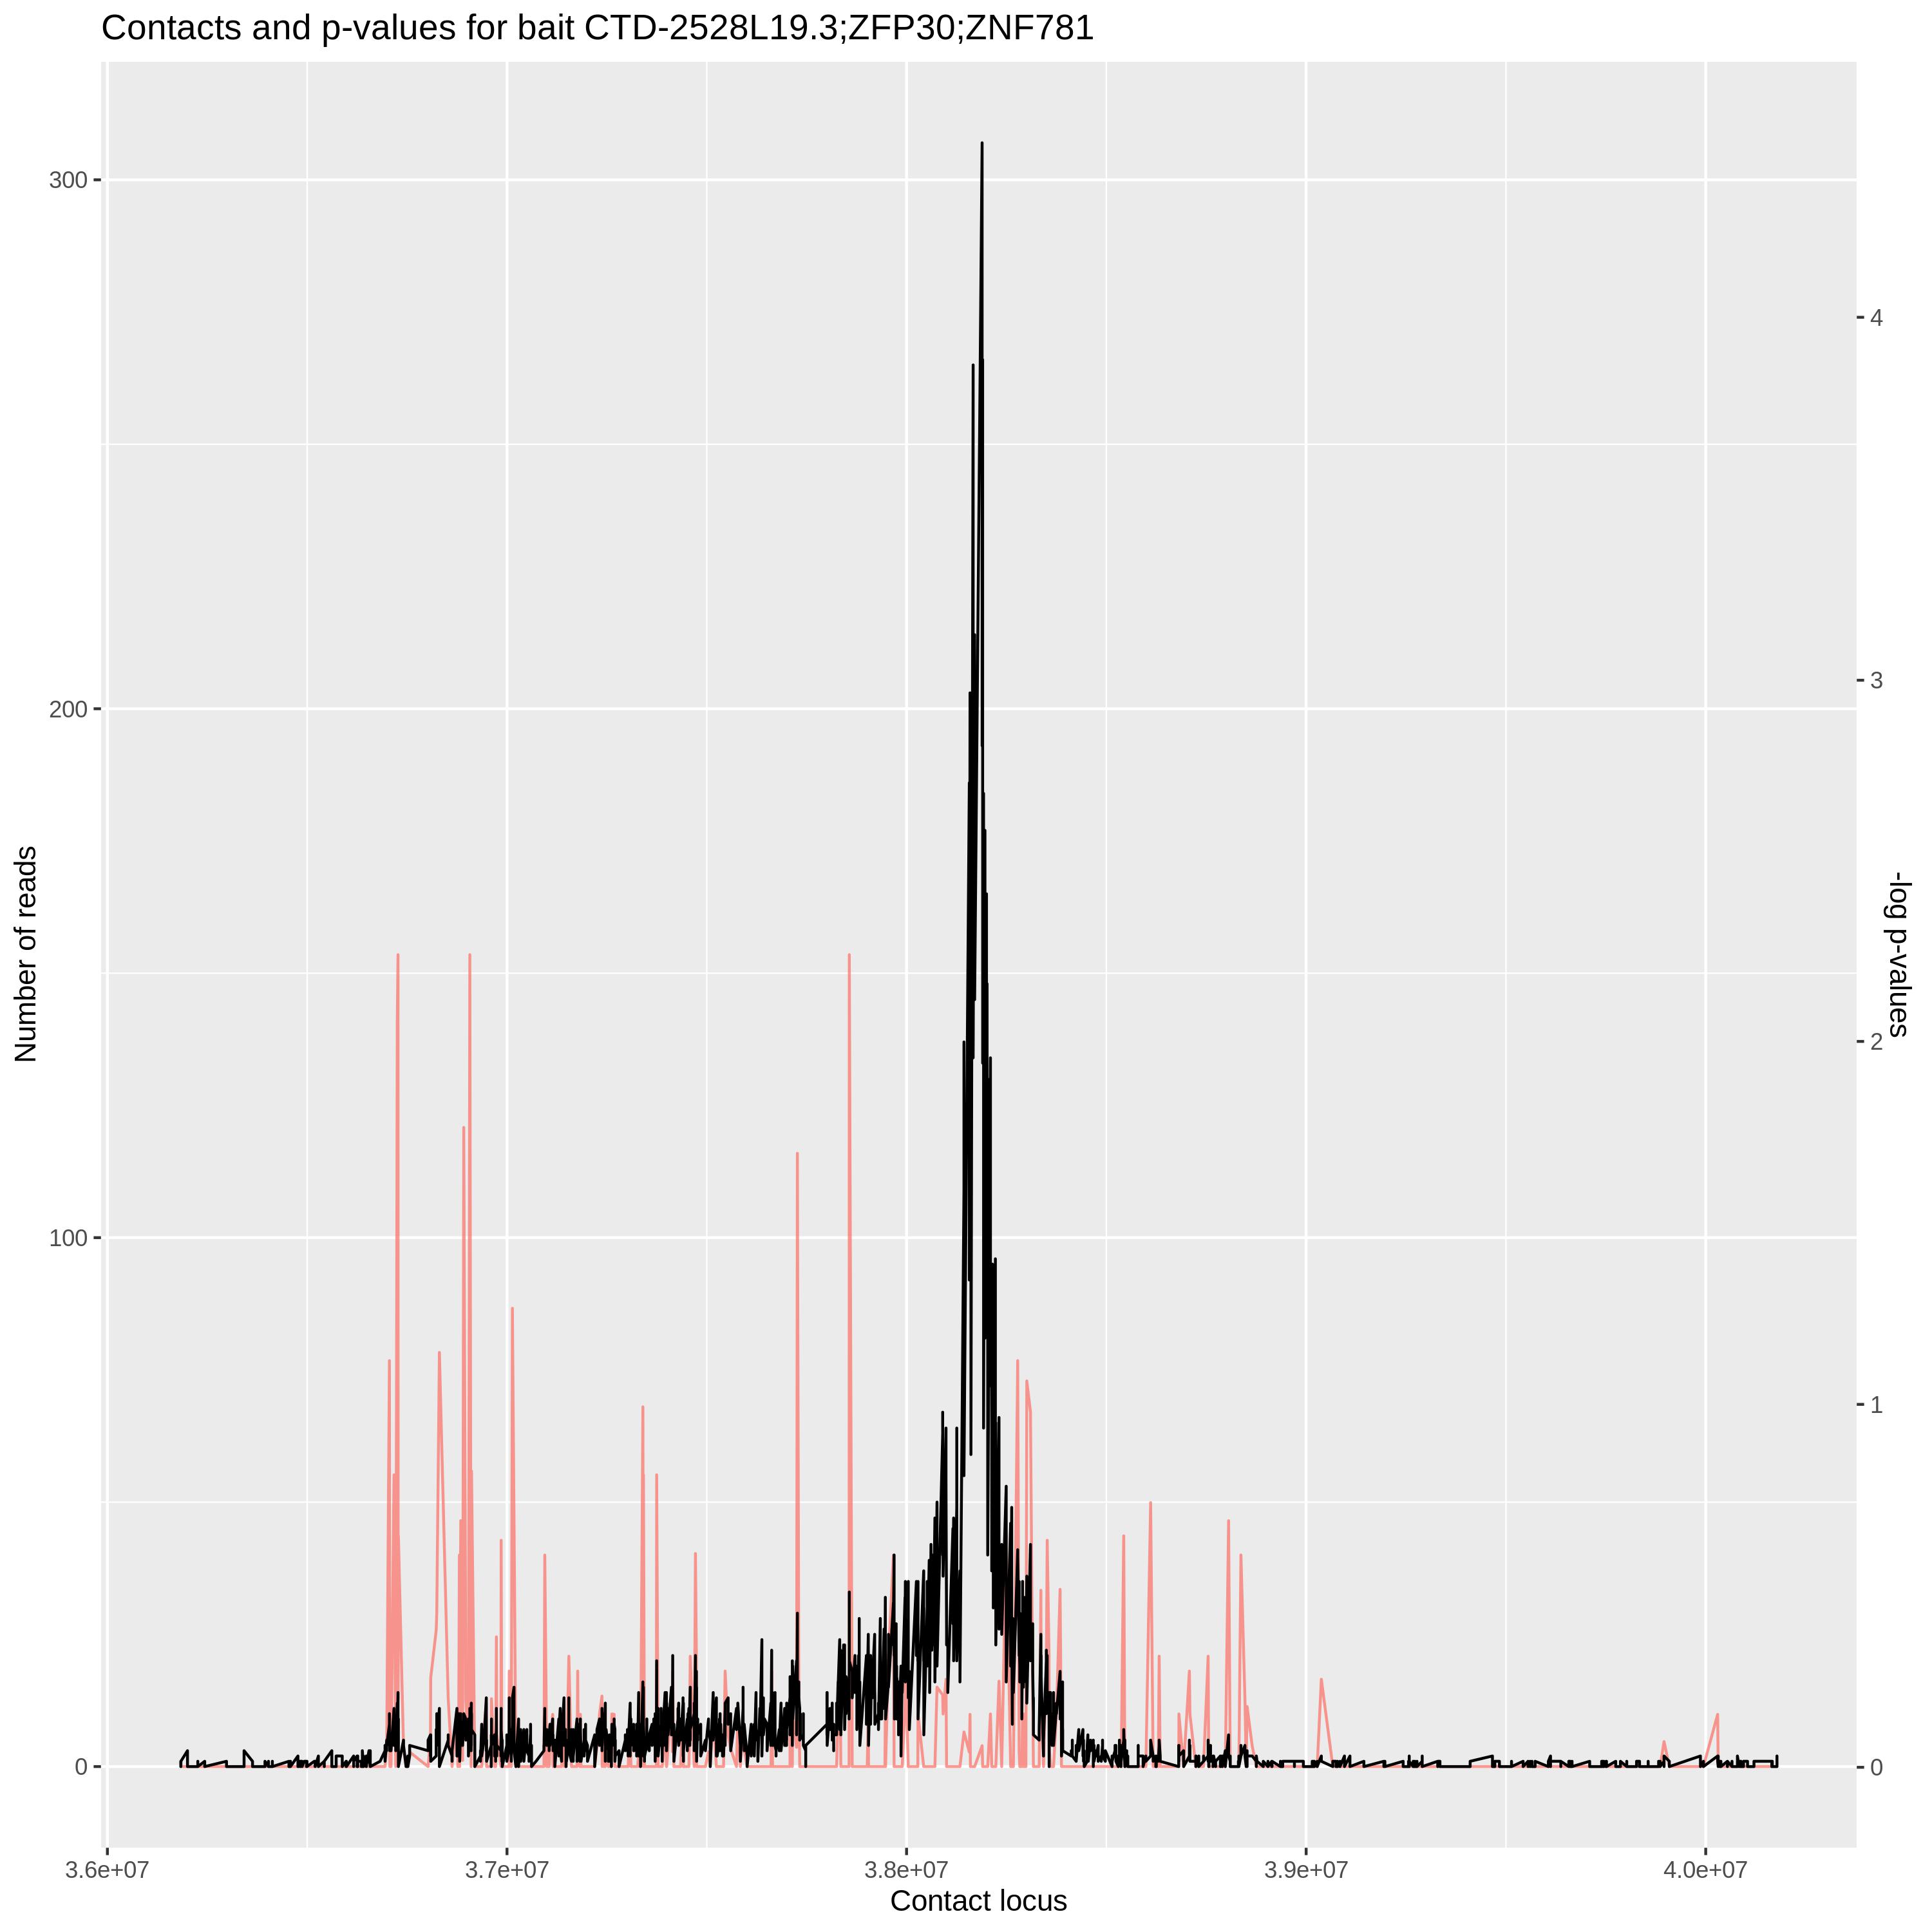 Contacts and p-values for bait CTD-2528L19.3;ZFP30;ZNF781
300
200
100
0
Number of reads
4
3
2
1
0
-log p-values
3.6e+07 3.7e+07 3.8e+07 3.9e+07 4.0e+07
Contact locus